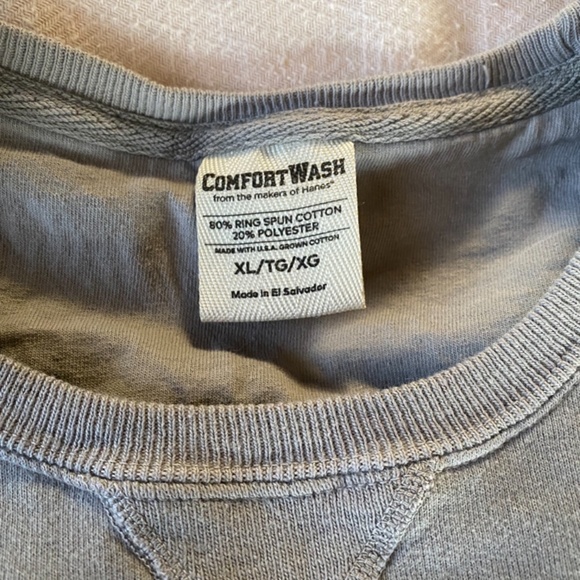 COMFORTWASH
from the makers of Hanes™
80% RING SPUN COTTON
20% POLYESTER
MADE WITH U.S.A. GROWN COTTON
XL/TG/XG
Made in El Salvador